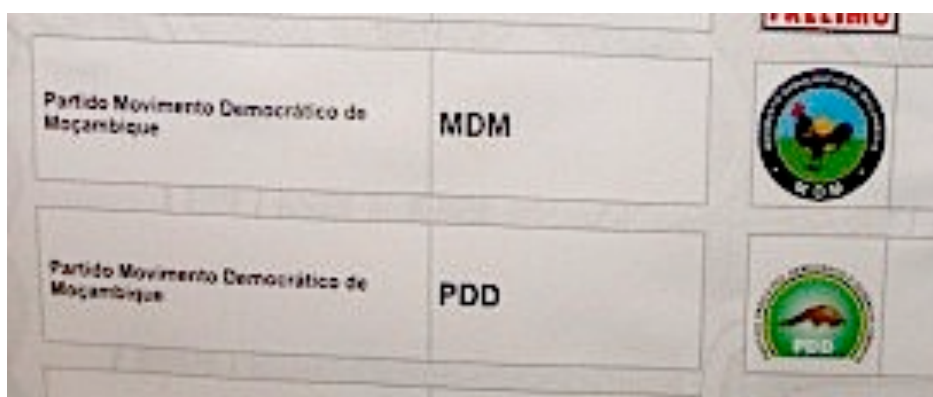 FRELIMO
Partido Movimento Democrático de
Moçambique
MDM
MDM
Partido Movimento Democrático de
Moçambique
PDD
PDD